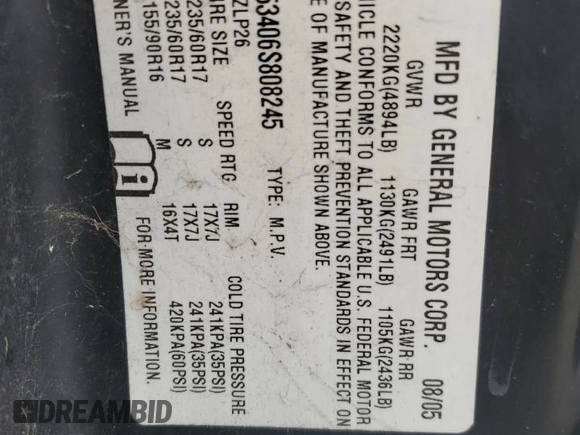 MFD BY GENERAL MOTORS CORP. 08/05
GVWR GAWR FRT GAWR RR
2220KG(4894LB) 1130KG(2491LB) 1105KG(2436LB)
VEHICLE CONFORMS TO ALL APPLICABLE U.S. FEDERAL MOTOR
SAFETY AND THEFT PREVENTION STANDARDS IN EFFECT ON
E OF MANUFACTURE SHOWN ABOVE.
53406S808245 TYPE: M.P.V.
ZLP26
RE SIZE SPEED RTG RIM COLD TIRE PRESSURE
235/60R17 S 17X7J 241KPA(35PSI)
235/60R17 S 17X7J 241KPA(35PSI)
155/90R16 M 16X4T 420KPA(60PSI)
NER'S MANUAL FOR MORE INFORMATION.
DREAMBID